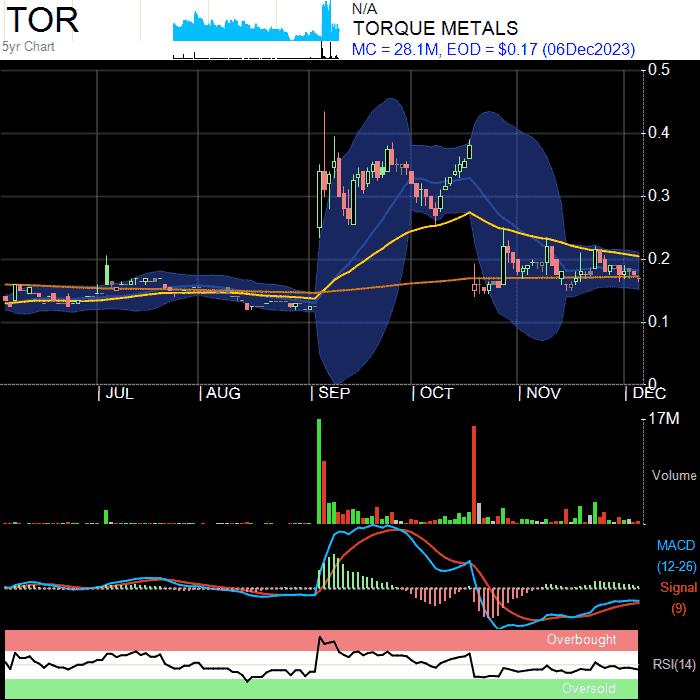 TOR
5yr Chart
N/A
TORQUE METALS
MC = 28.1M, EOD = $0.17 (06Dec2023)
0.5
0.4
0.3
0.2
0.1
0
| JUL | AUG | SEP | OCT | NOV | DEC
17M
Volume
MACD
(12-26)
Signal
(9)
Overbought
RSI(14)
Oversold